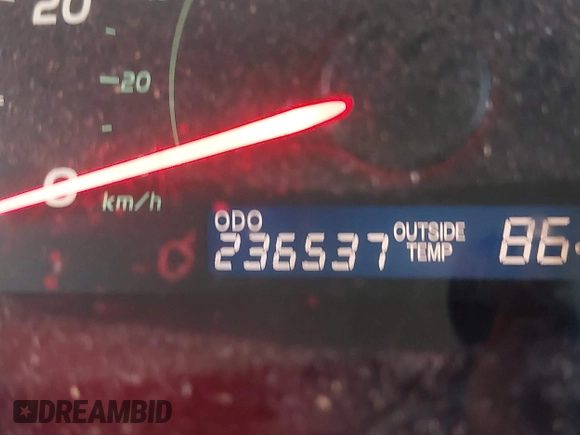 20
20
0
km/h
ODO
236537
OUTSIDE
TEMP
86
DREAMBID